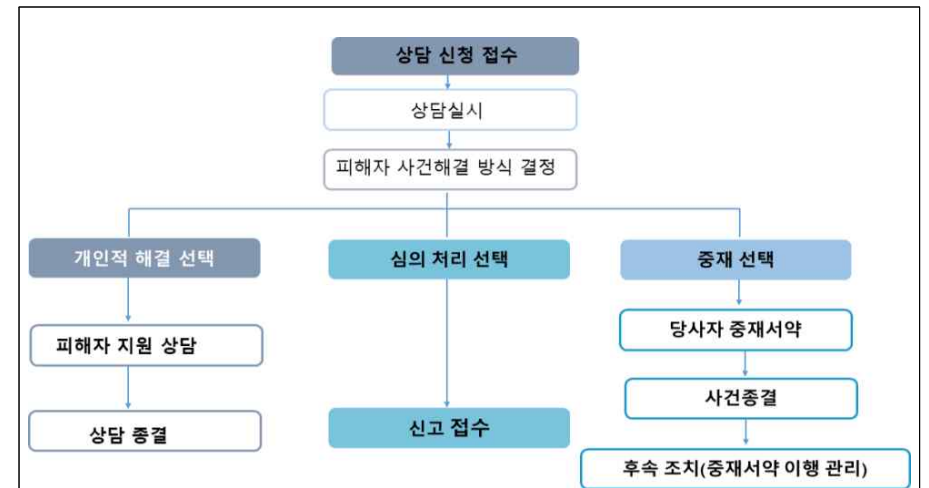 상담 신청 접수
상담실시
피해자 사건해결 방식 결정
개인적 해결 선택
심의 처리 선택
중재 선택
피해자 지원 상담
당사자 중재서약
사건종결
상담 종결
신고 접수
후속 조치(중재서약 이행 관리)